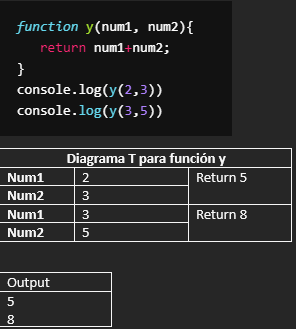 function y(num1, num2){
return num1+num2;
}
console.log(y(2,3))
console.log(y(3,5))
Diagrama T para función y
Num1 2 Return 5
Num2 3
Num1 3 Return 8
Num2 5
Output
5
8